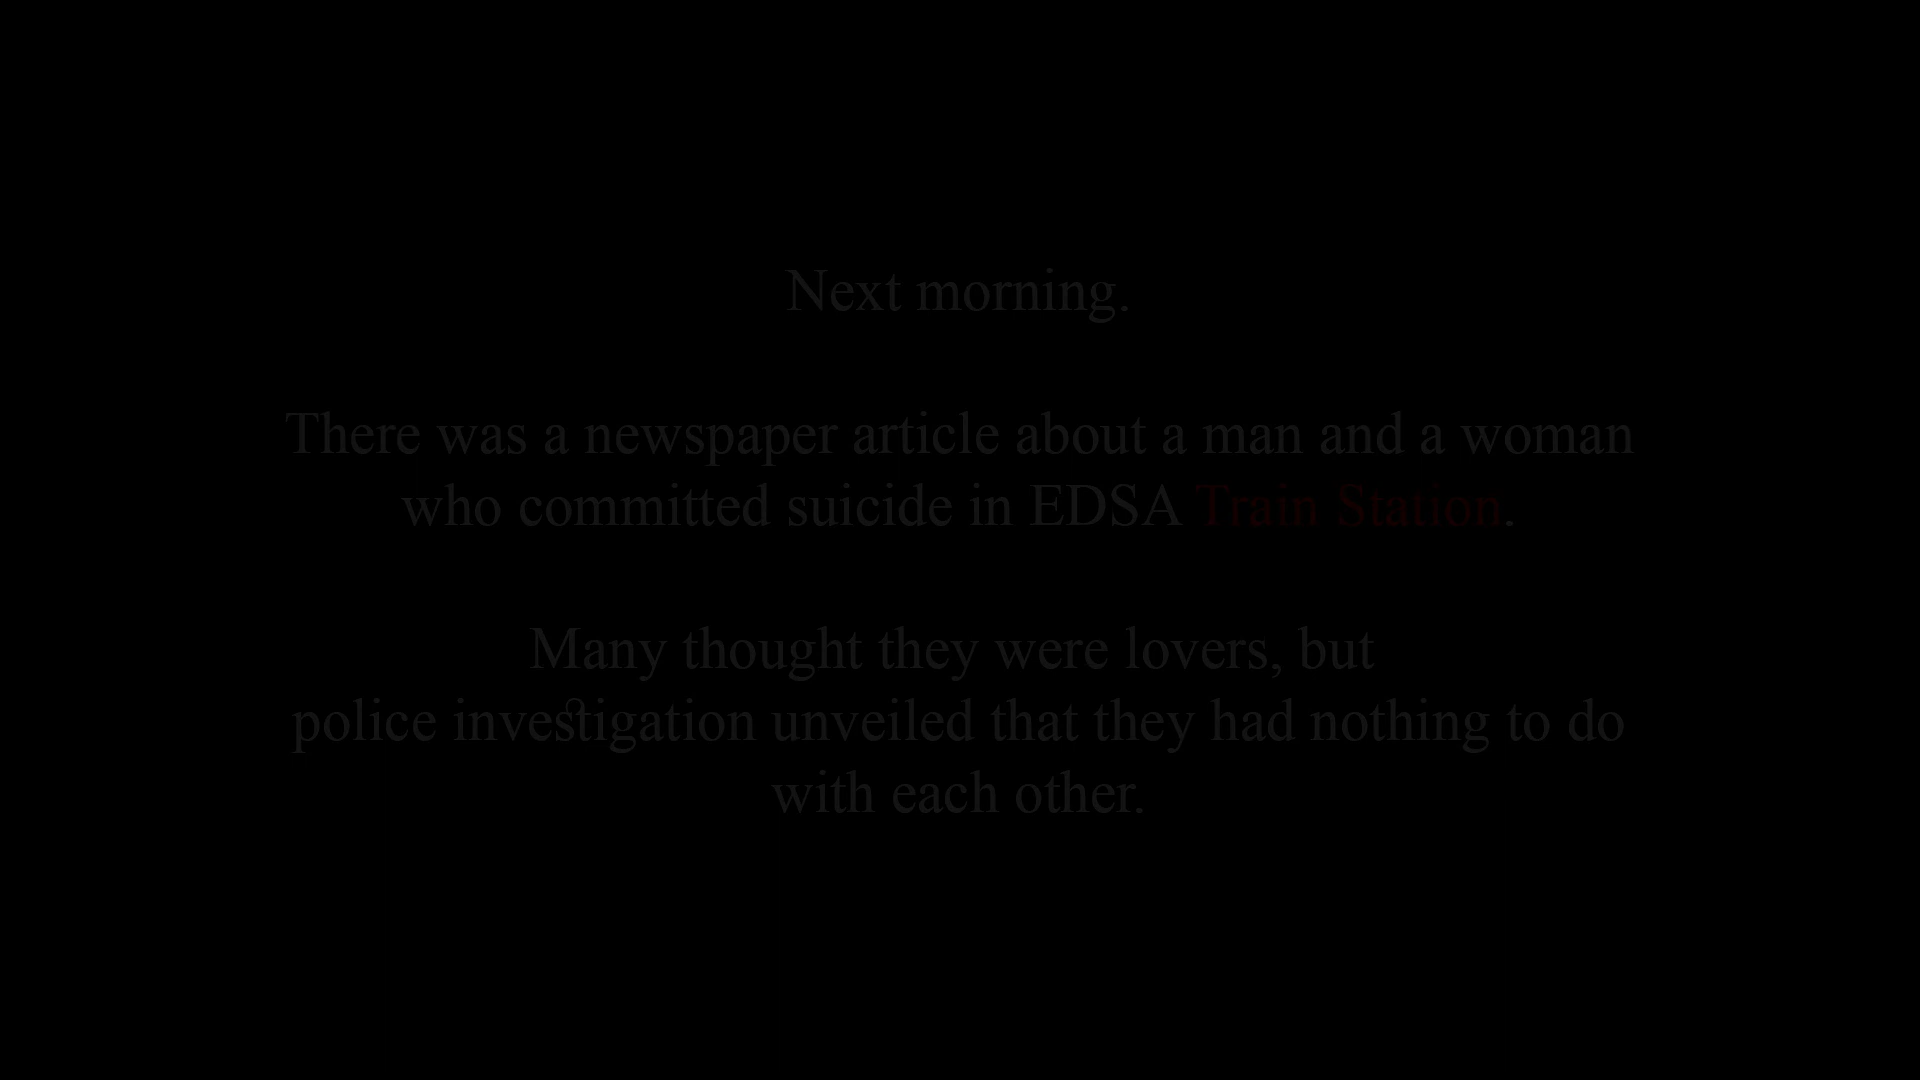 Next morning.
There was a newspaper article about a man and a woman
who committed suicide in EDSA Train Station.
Many thought they were lovers, but
police investigation unveiled that they had nothing to do
with each other.